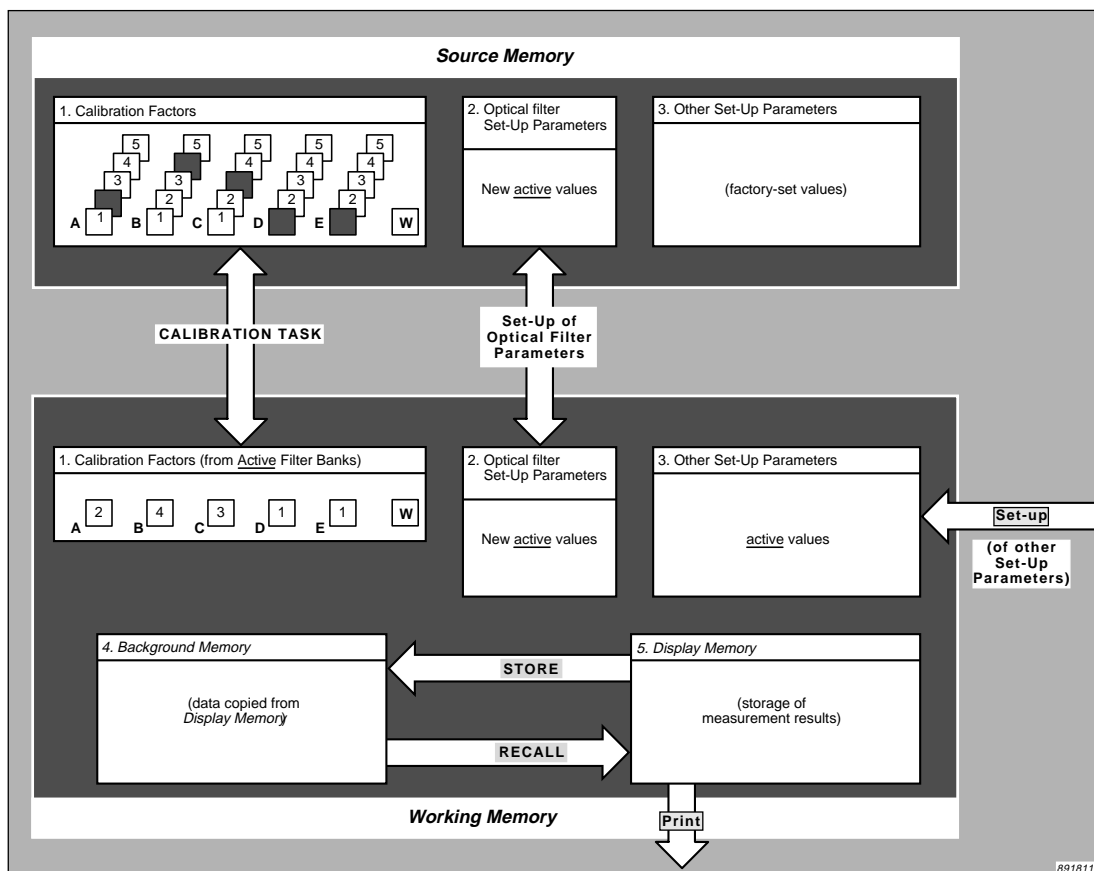 Source Memory
1. Calibration Factors
5 5 5 5 5
4 4 4 4
3 3 3 3
2 2 2 2
A 1 B 1 C 1 D E W
2. Optical filter
Set-Up Parameters
New active values
3. Other Set-Up Parameters
(factory-set values)
CALIBRATION TASK
Set-Up of
Optical Filter
Parameters
1. Calibration Factors (from Active Filter Banks)
A 2 B 4 C 3 D 1 E 1 W
2. Optical filter
Set-Up Parameters
New active values
3. Other Set-Up Parameters
active values
Set-up
(of other
Set-Up
Parameters)
4. Background Memory
(data copied from
Display Memory)
STORE
RECALL
5. Display Memory
(storage of
measurement results)
Working Memory
Print
891811